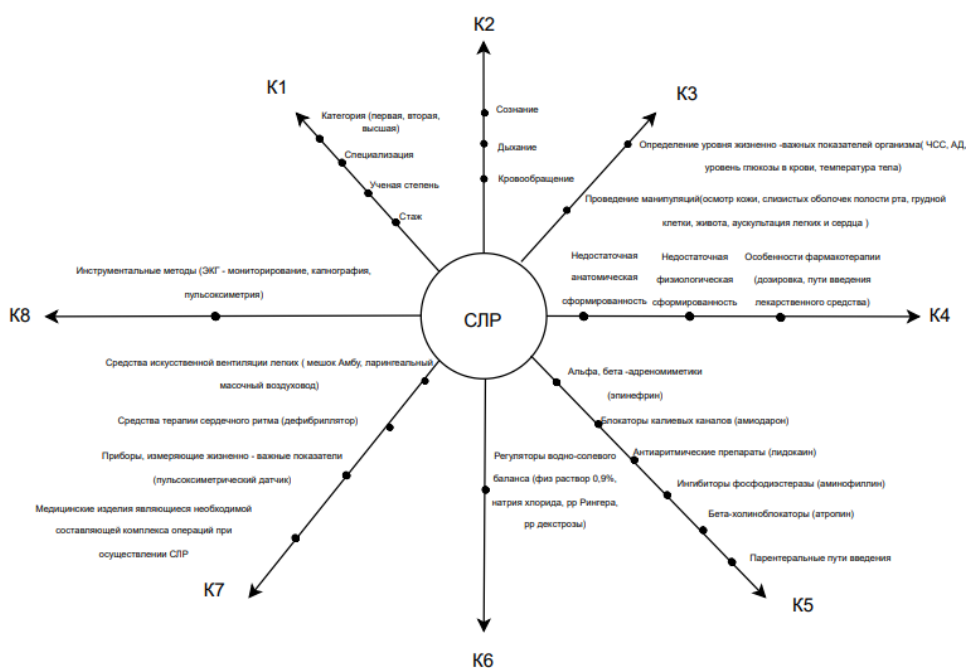 К2
К1
К3
Категория (первая, вторая,
высшая)
Специализация
Ученая степень
Стаж
Сознание
Дыхание
Кровообращение
Определение уровня жизненно -важных показателей организма( ЧСС, АД,
уровень глюкозы в крови, температура тела)
Проведение манипуляций(осмотр кожи, слизистых оболочек полости рта, грудной
клетки, живота, аускультация легких и сердца )
Инструментальные методы (ЭКГ - мониторирование, капнография,
пульсоксиметрия)
К8
СЛР
Недостаточная
анатомическая
сформированность
Недостаточная
физиологическая
сформированность
Особенности фармакотерапии
(дозировка, пути введения
лекарственного средства)
К4
Средства искусственной вентиляции легких ( мешок Амбу, ларингеальный
масочный воздуховод)
Средства терапии сердечного ритма (дефибриллятор)
Приборы, измеряющие жизненно - важные показатели
(пульсоксиметрический датчик)
Медицинские изделия являющиеся необходимой
составляющей комплекса операций при
осуществлении СЛР
К7
Регуляторы водно-солевого
баланса (физ раствор 0,9%,
натрия хлорида, рр Рингера,
рр декстрозы)
К6
Альфа, бета -адреномиметики
(эпинефрин)
Блокаторы калиевых каналов (амиодарон)
Антиаритмические препараты (лидокаин)
Ингибиторы фосфодиэстеразы (аминофиллин)
Бета-холиноблокаторы (атропин)
Парентеральные пути введения
К5